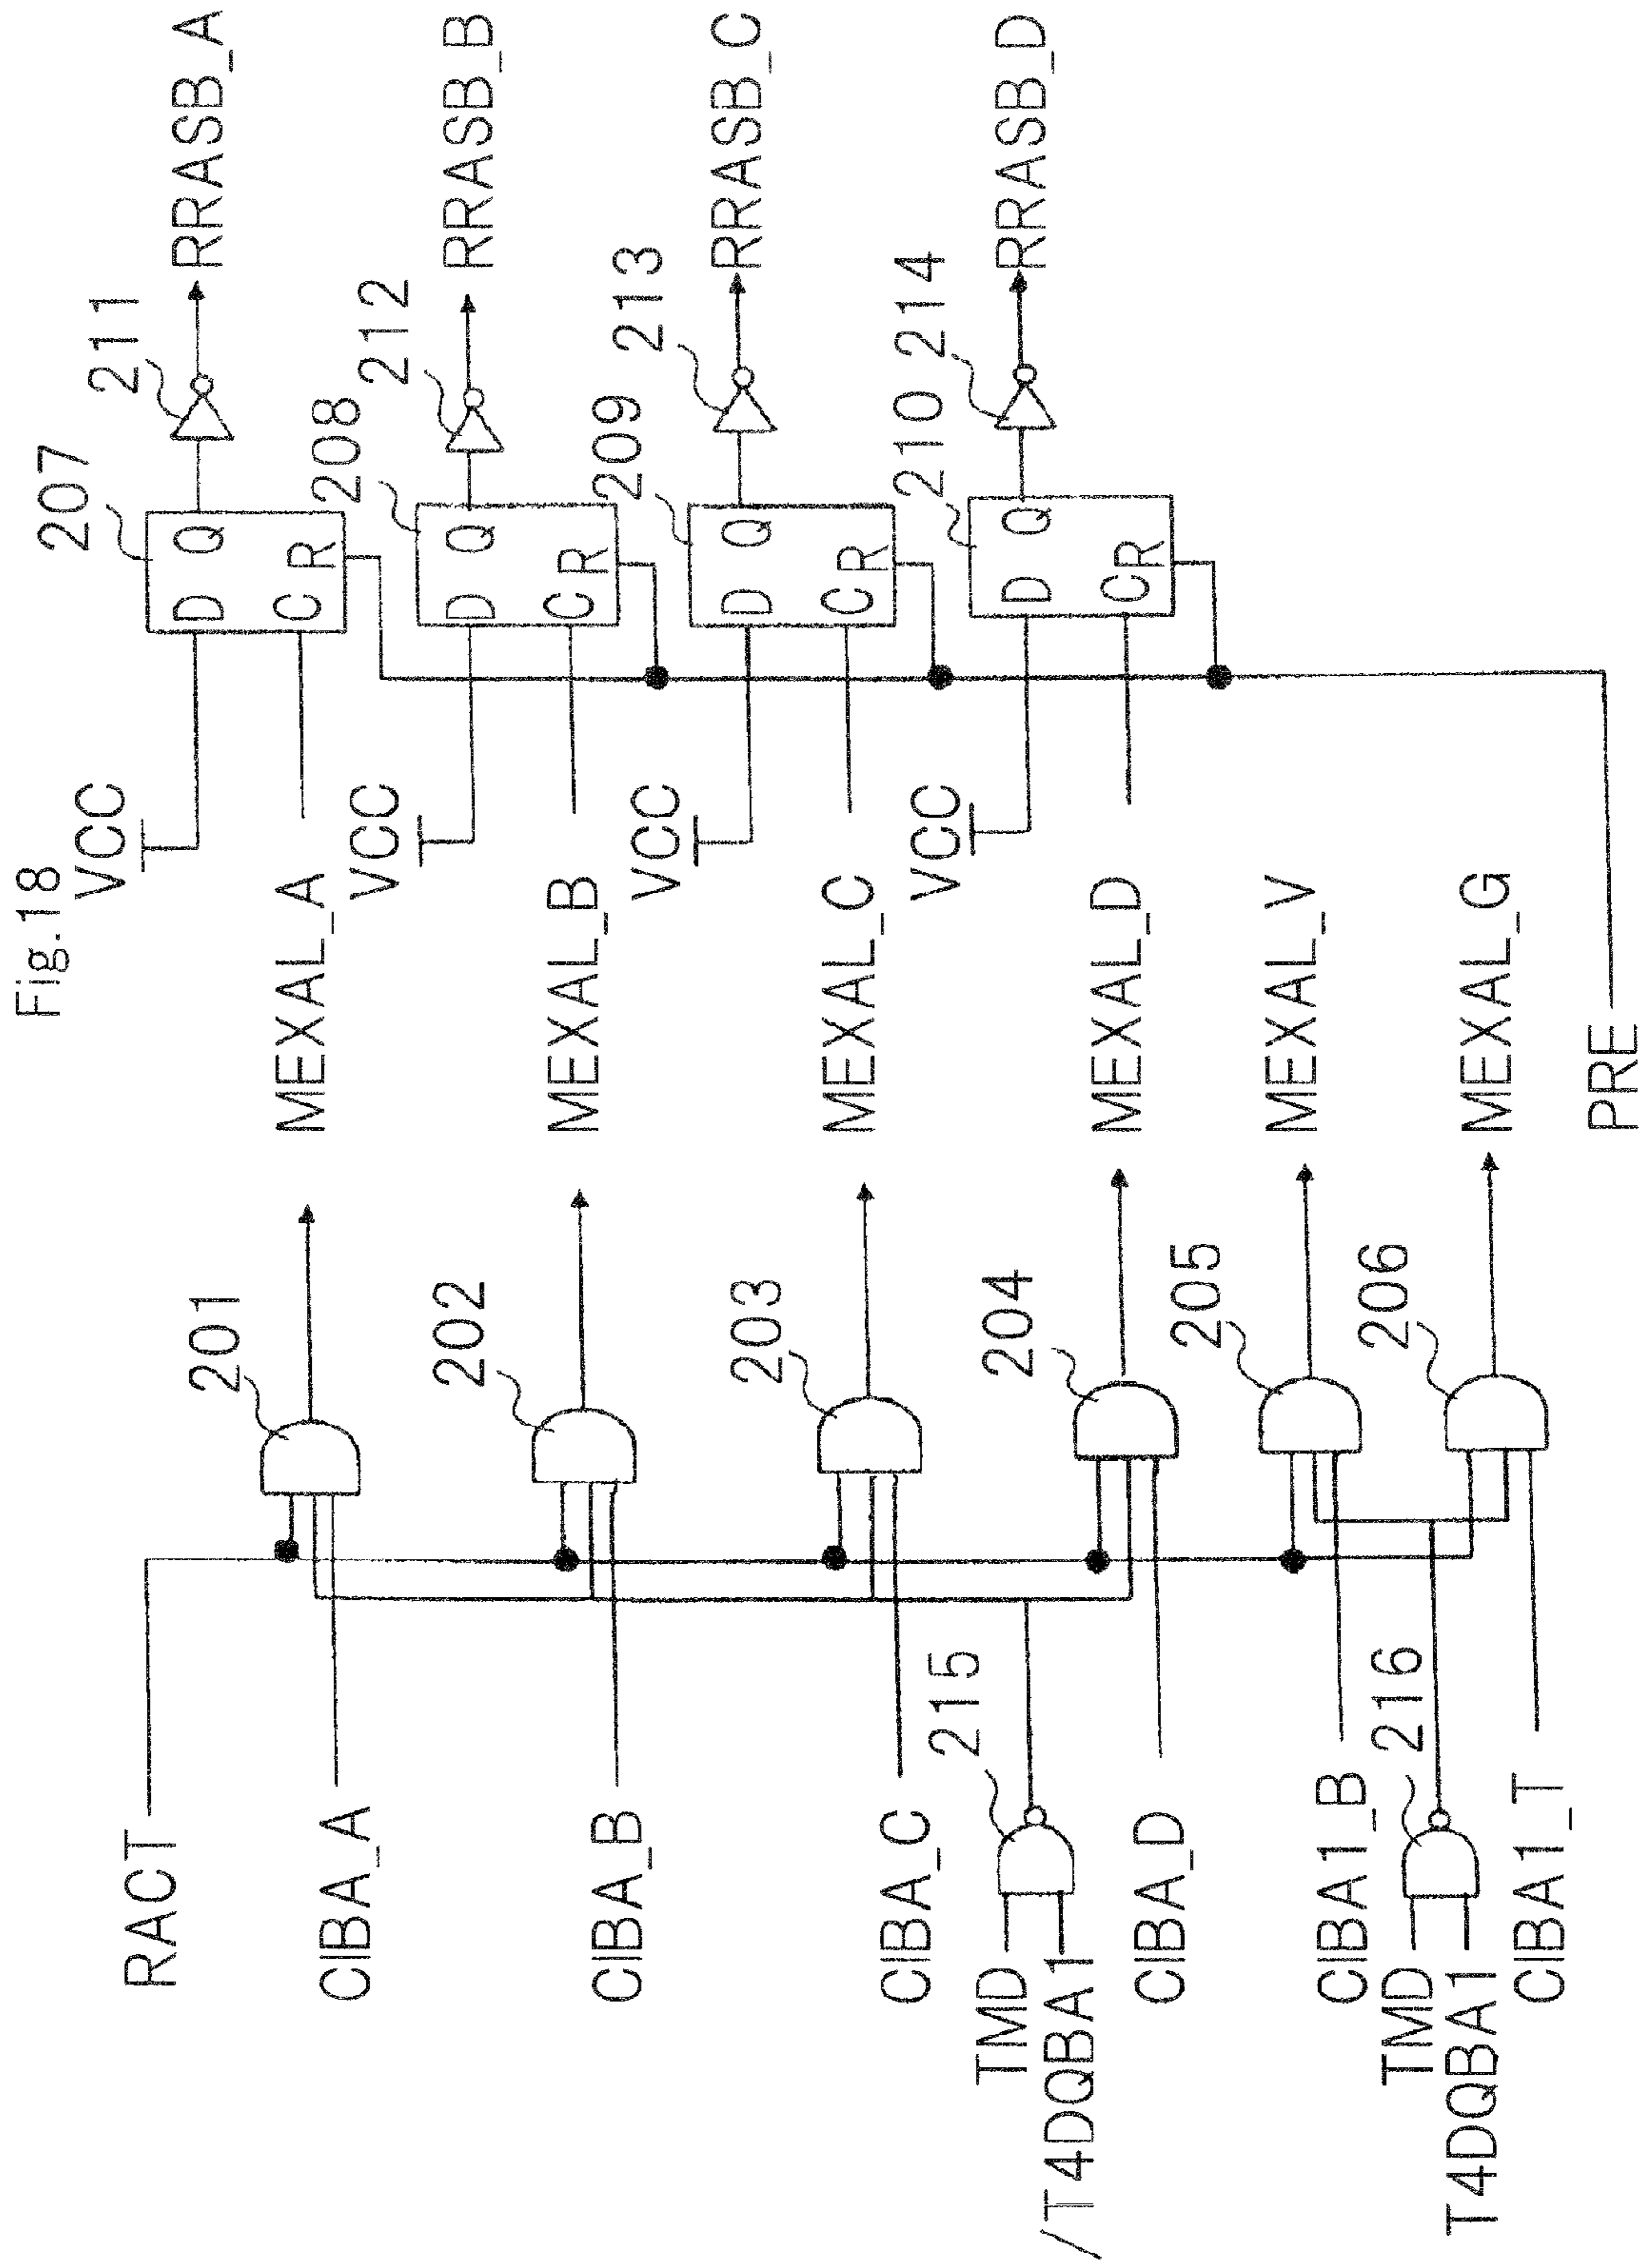 Fig.18
RACT
201
MEXAL_A
CIBA_A
202
MEXAL_B
CIBA_B
203
MEXAL_C
CIBA_C
215
TMD
/T4DQBA1
204
MEXAL_D
CIBA_D
205
MEXAL_V
CIBA1_B
216
TMD
T4DQBA1
206
MEXAL_G
CIBA1_T
VCC
207
D Q
C R
211
RRASB_A
VCC
208
D Q
C R
212
RRASB_B
VCC
209
D Q
C R
213
RRASB_C
VCC
210
D Q
C R
214
RRASB_D
PRE